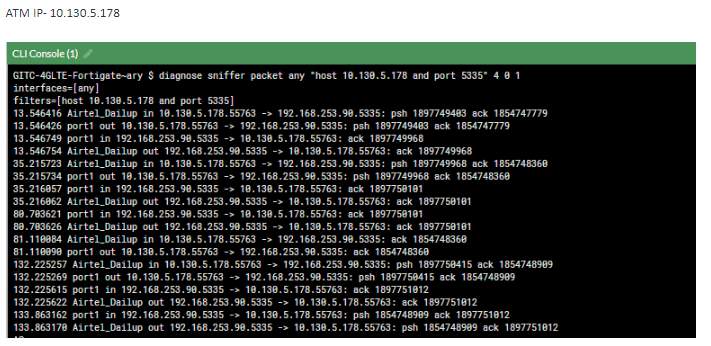 ATM IP- 10.130.5.178
CLI Console (1)
GITC-4GLTE-Fortigate~ary $ diagnose sniffer packet any "host 10.130.5.178 and port 5335" 4 0 1
interfaces=[any]
filters=[host 10.130.5.178 and port 5335]
13.546416 Airtel_Dailup in 10.130.5.178.55763 -> 192.168.253.90.5335: psh 1897749403 ack 1854747779
13.546426 port1 out 10.130.5.178.55763 -> 192.168.253.90.5335: psh 1897749403 ack 1854747779
13.546749 port1 in 192.168.253.90.5335 -> 10.130.5.178.55763: ack 1897749968
13.546754 Airtel_Dailup out 192.168.253.90.5335 -> 10.130.5.178.55763: ack 1897749968
35.215723 Airtel_Dailup in 10.130.5.178.55763 -> 192.168.253.90.5335: psh 1897749968 ack 1854748360
35.215734 port1 out 10.130.5.178.55763 -> 192.168.253.90.5335: psh 1897749968 ack 1854748360
35.216057 port1 in 192.168.253.90.5335 -> 10.130.5.178.55763: ack 1897750101
35.216062 Airtel_Dailup out 192.168.253.90.5335 -> 10.130.5.178.55763: ack 1897750101
80.703621 port1 in 192.168.253.90.5335 -> 10.130.5.178.55763: ack 1897750101
80.703626 Airtel_Dailup out 192.168.253.90.5335 -> 10.130.5.178.55763: ack 1897750101
81.110084 Airtel_Dailup in 10.130.5.178.55763 -> 192.168.253.90.5335: ack 1854748360
81.110090 port1 out 10.130.5.178.55763 -> 192.168.253.90.5335: ack 1854748360
132.225257 Airtel_Dailup in 10.130.5.178.55763 -> 192.168.253.90.5335: psh 1897750415 ack 1854748909
132.225269 port1 out 10.130.5.178.55763 -> 192.168.253.90.5335: psh 1897750415 ack 1854748909
132.225615 port1 in 192.168.253.90.5335 -> 10.130.5.178.55763: ack 1897751012
132.225622 Airtel_Dailup out 192.168.253.90.5335 -> 10.130.5.178.55763: ack 1897751012
133.863162 port1 in 192.168.253.90.5335 -> 10.130.5.178.55763: psh 1854748909 ack 1897751012
133.863170 Airtel_Dailup out 192.168.253.90.5335 -> 10.130.5.178.55763: psh 1854748909 ack 1897751012